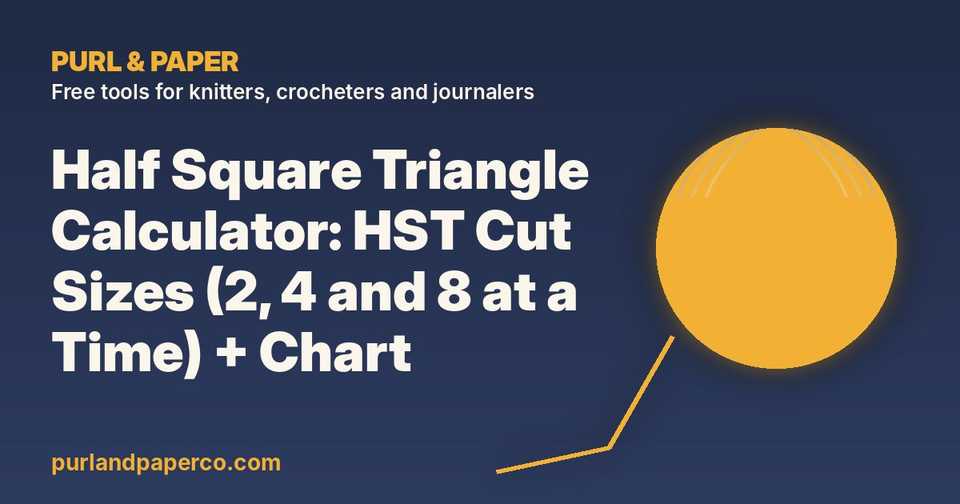 PURL & PAPER
Free tools for knitters, crocheters and journalers
Half Square Triangle
Calculator: HST Cut
Sizes (2, 4 and 8 at a
Time) + Chart
purlandpaperco.com